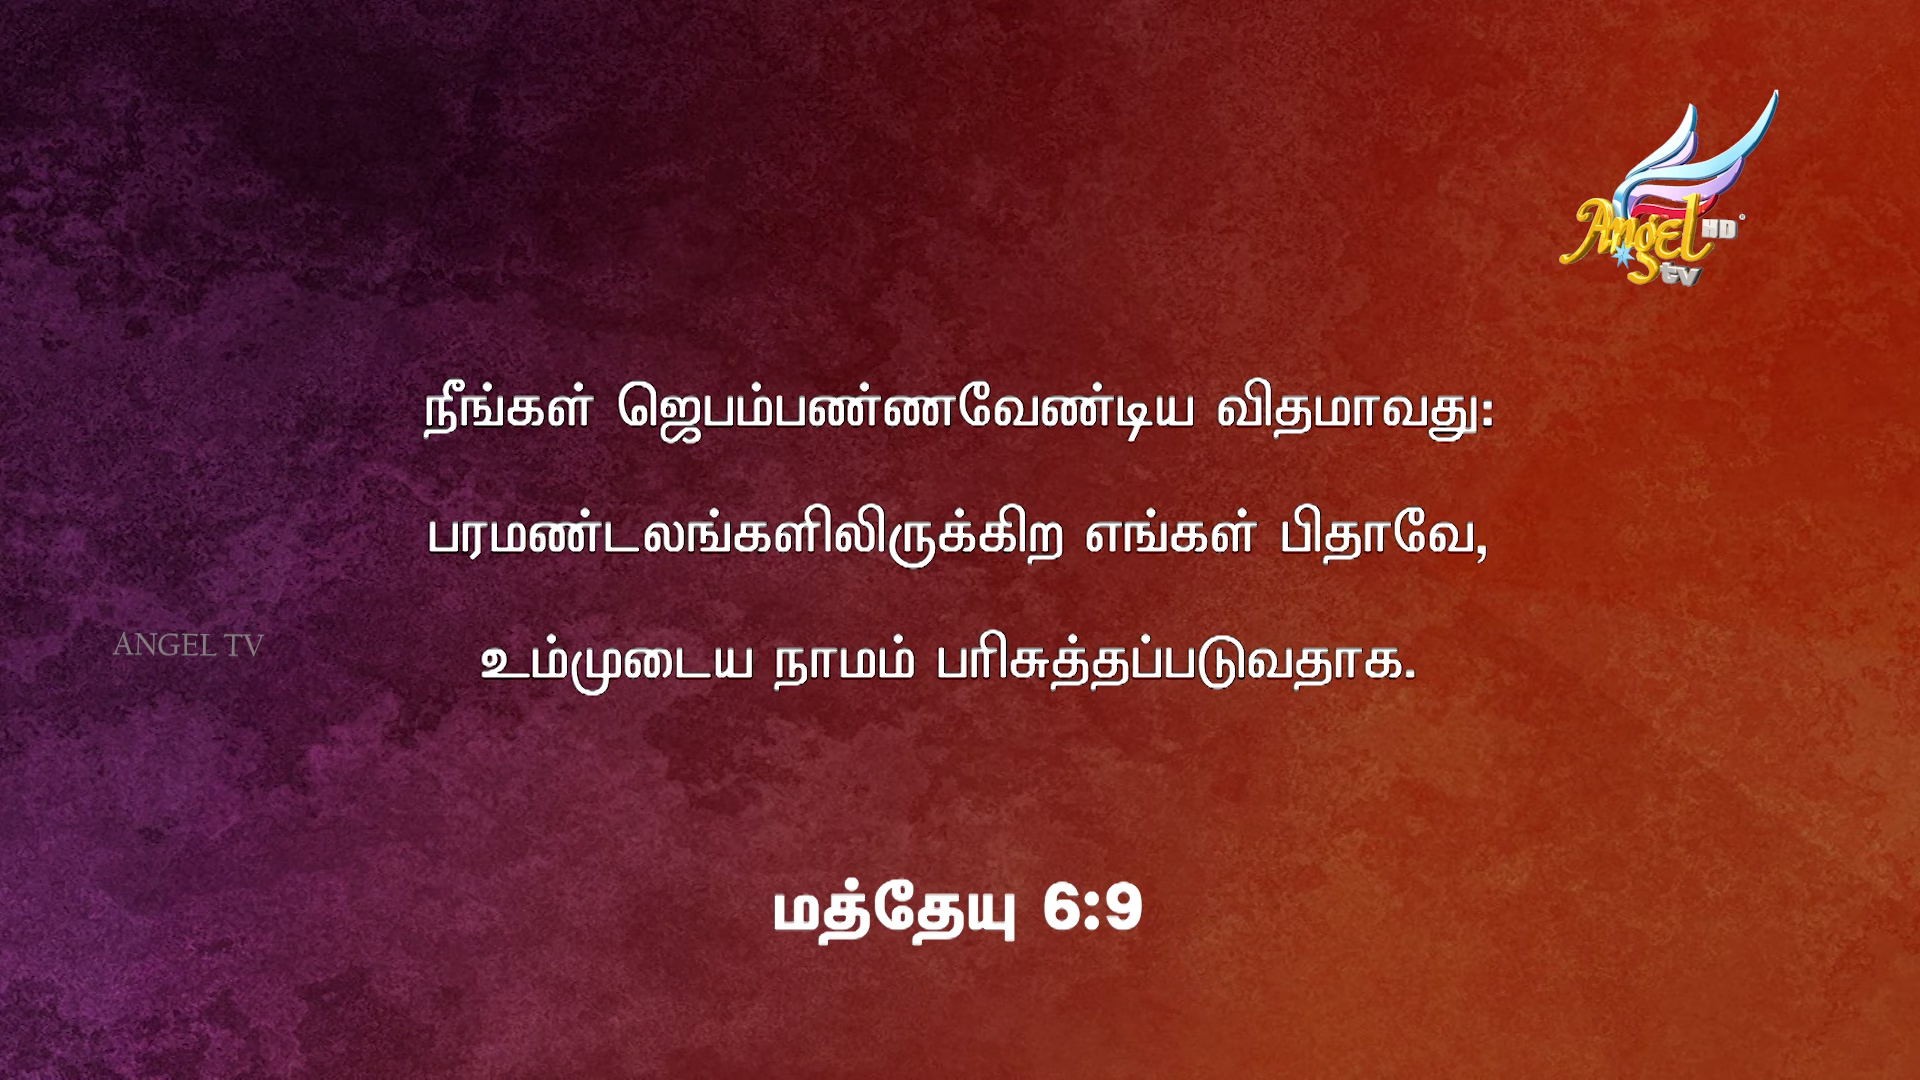 Angel HD
tv
நீங்கள் ஜெபம்பண்ணவேண்டிய விதமாவது:
பரமண்டலங்களிலிருக்கிற எங்கள் பிதாவே,
ANGEL TV
உம்முடைய நாமம் பரிசுத்தப்படுவதாக.
மத்தேயு 6:9